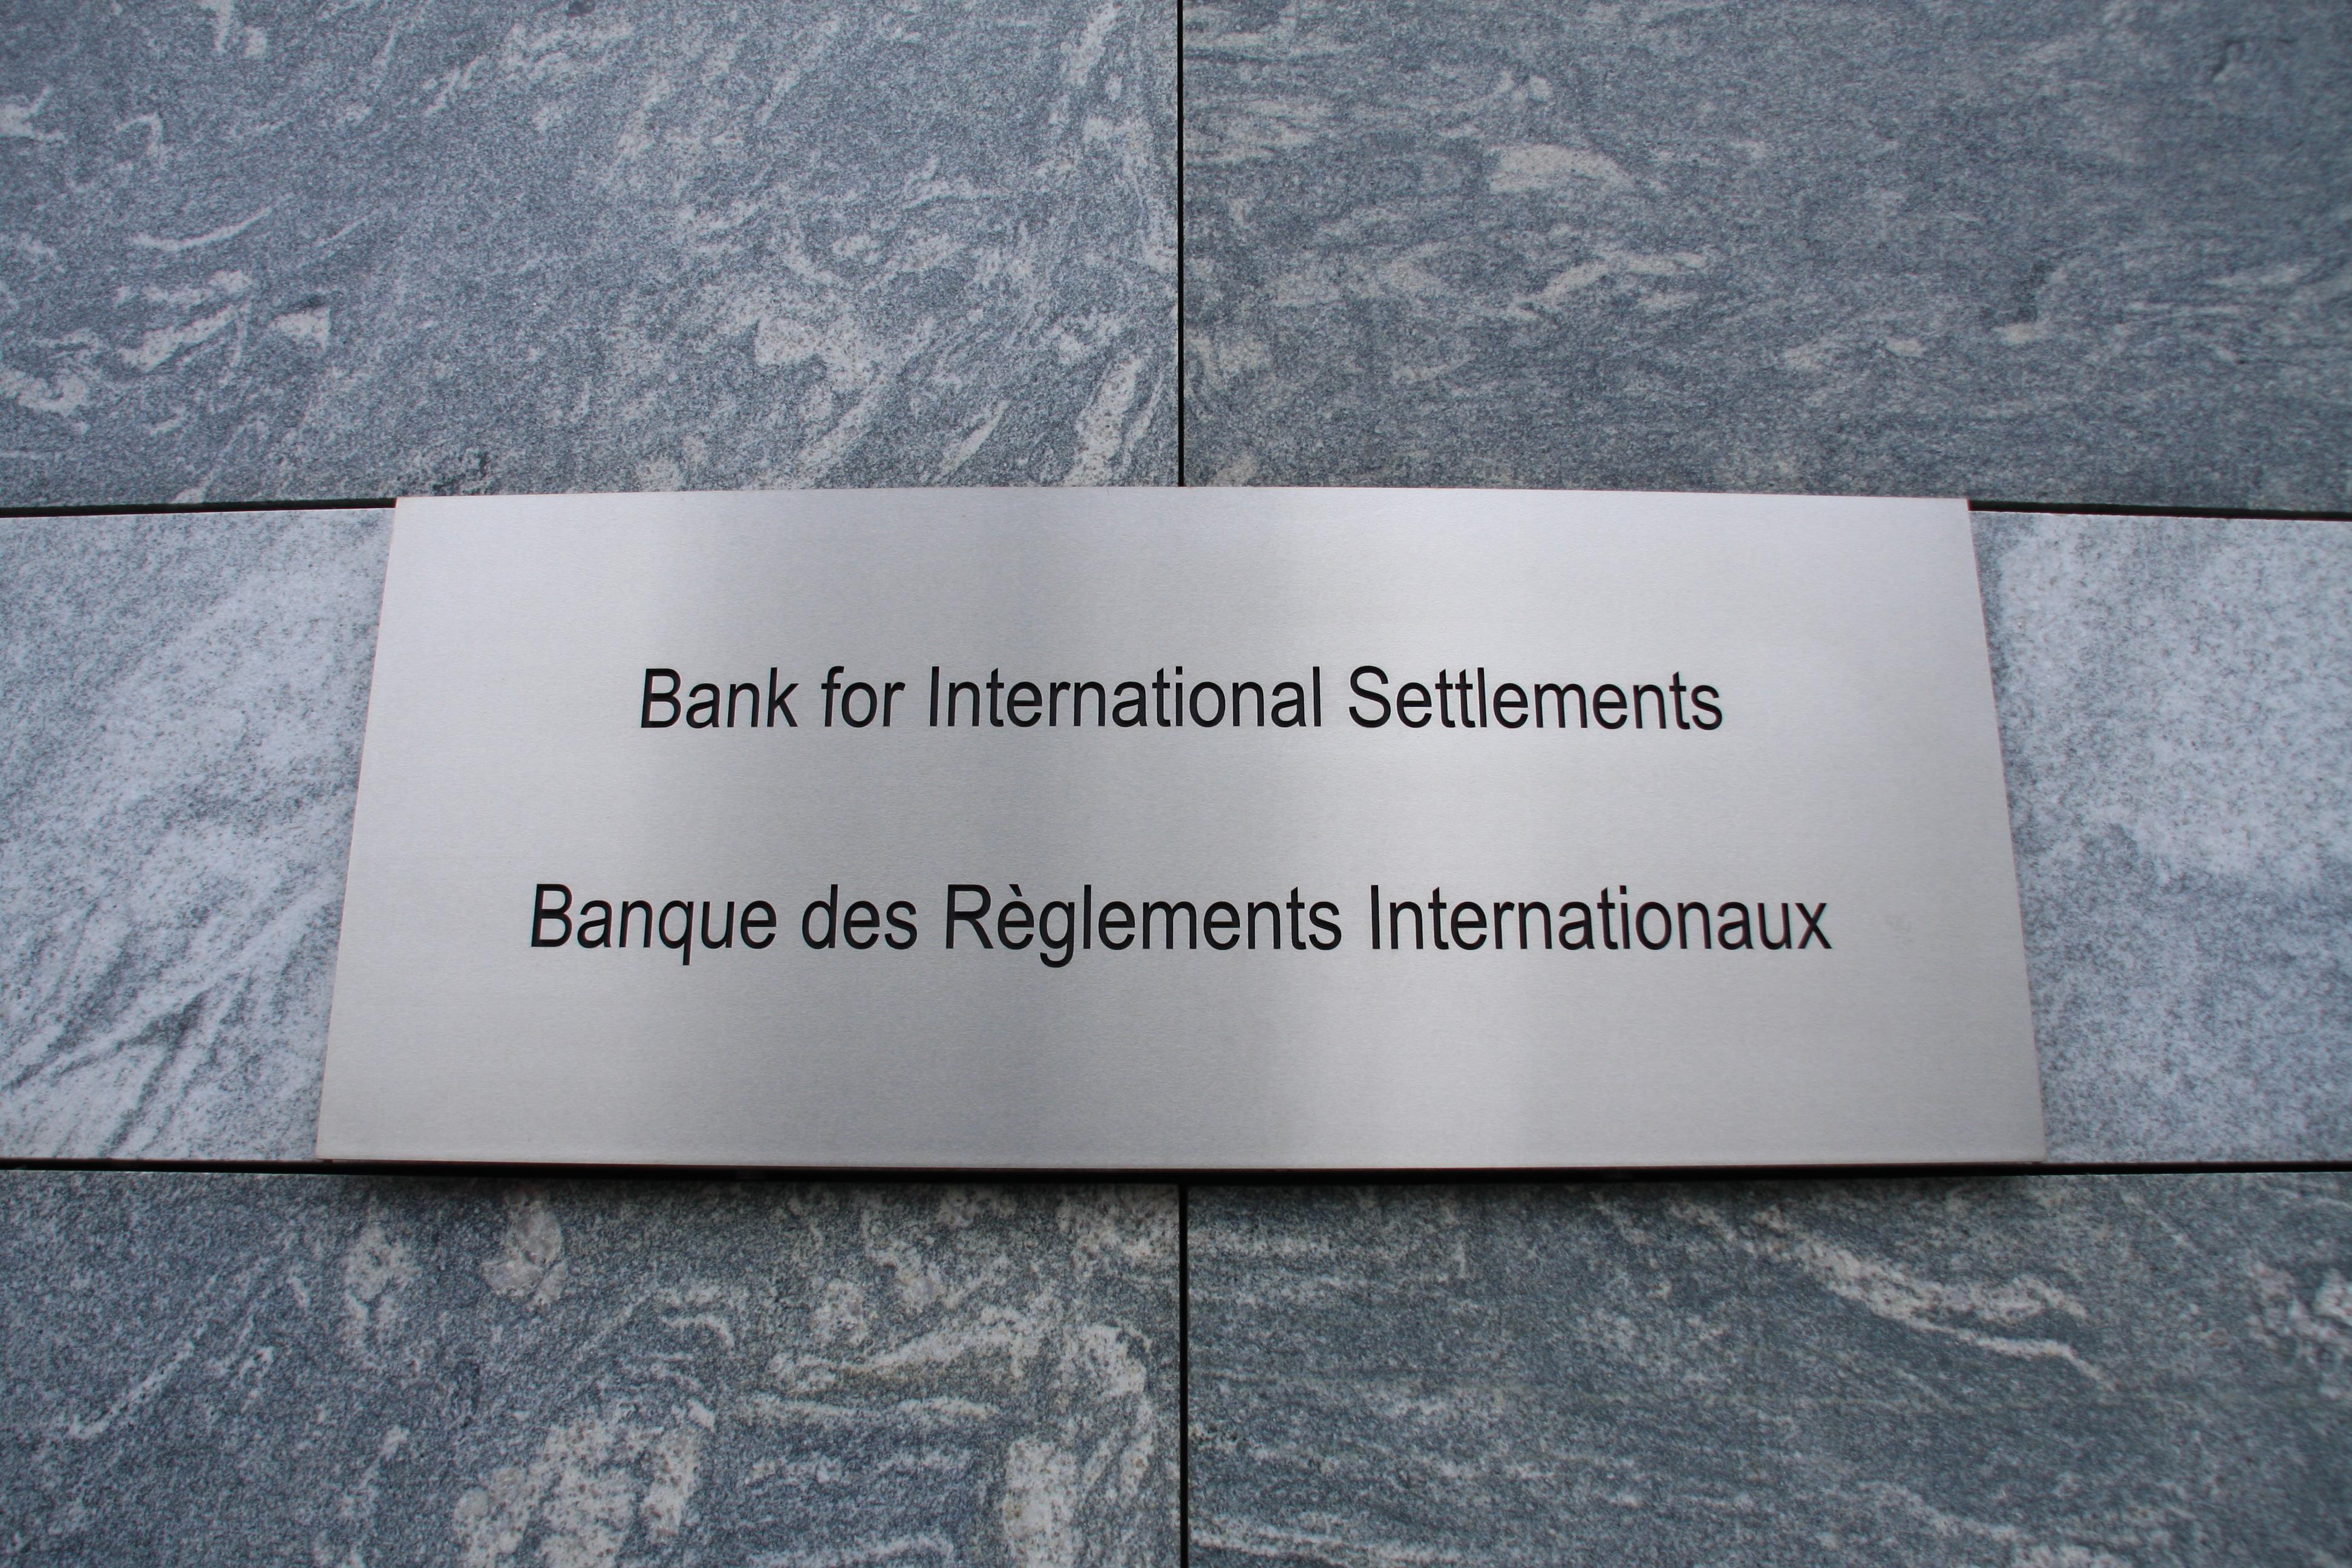 Bank for International Settlements
Banque des Règlements Internationaux